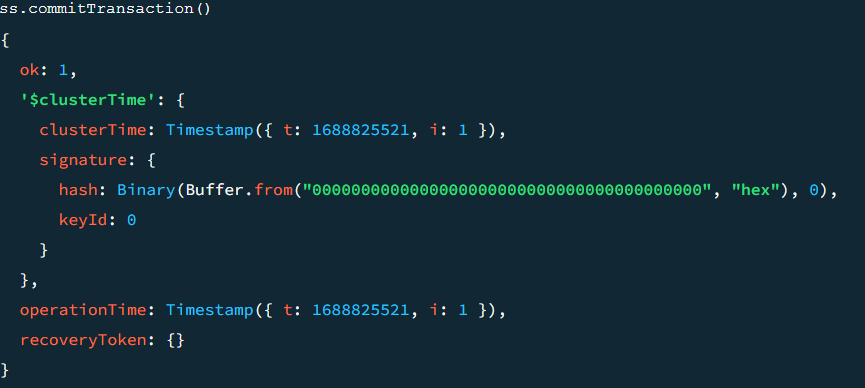 ss.commitTransaction()
{
  ok: 1,
  '$clusterTime': {
    clusterTime: Timestamp({ t: 1688825521, i: 1 }),
    signature: {
      hash: Binary(Buffer.from("0000000000000000000000000000000000000000", "hex"), 0),
      keyId: 0
    }
  },
  operationTime: Timestamp({ t: 1688825521, i: 1 }),
  recoveryToken: {}
}